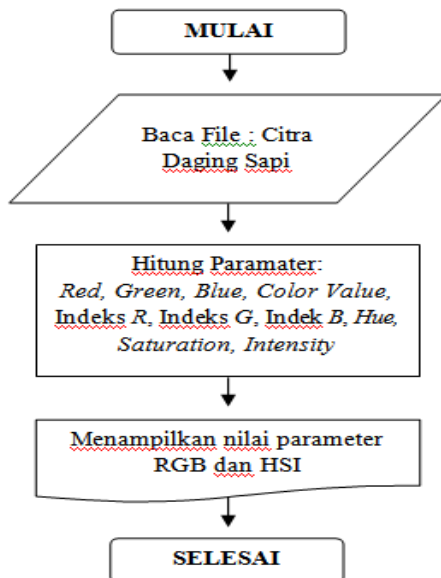 MULAI
Baca File : Citra
Daging Sapi
Hitung Paramater:
Red, Green, Blue, Color Value,
Indeks R, Indeks G, Indek B, Hue,
Saturation, Intensity
Menampilkan nilai parameter
RGB dan HSI
SELESAI